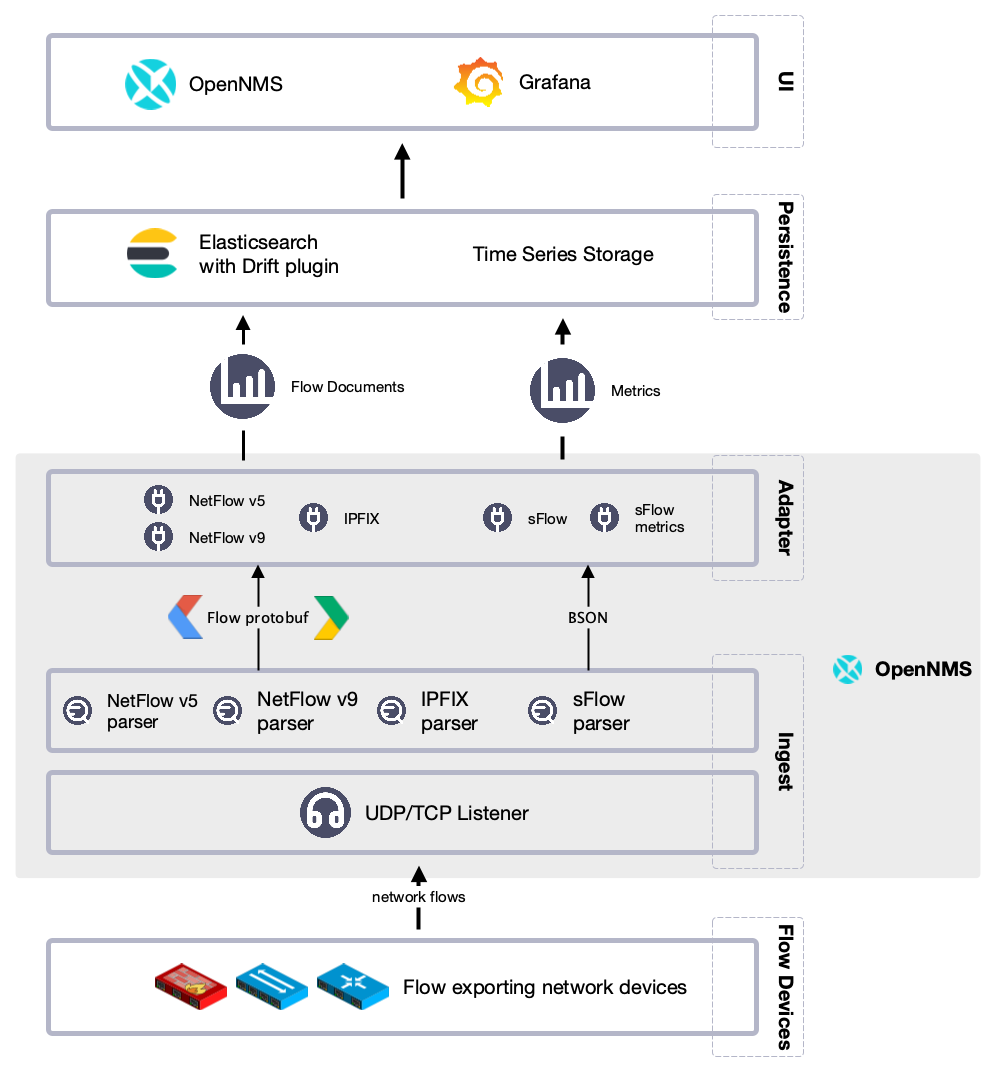 UI
OpenNMS
Grafana
Persistence
Elasticsearch
with Drift plugin
Time Series Storage
Flow Documents
Metrics
Adapter
NetFlow v5
NetFlow v9
IPFIX
sFlow
sFlow
metrics
Flow protobuf
BSON
OpenNMS
Ingest
NetFlow v5
parser
NetFlow v9
parser
IPFIX
parser
sFlow
parser
UDP/TCP Listener
network flows
Flow Devices
Flow exporting network devices